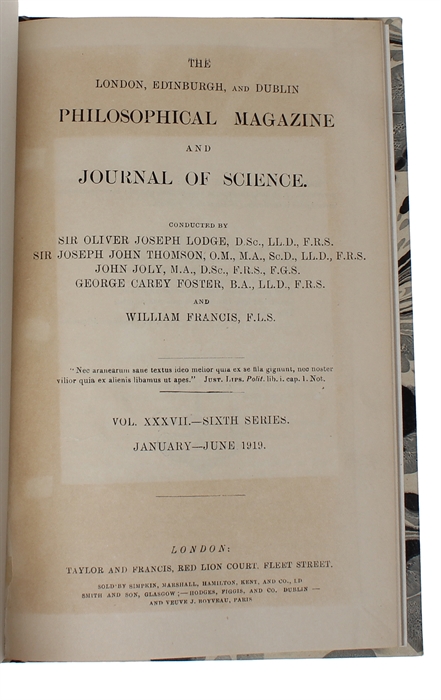 THE
LONDON, EDINBURGH, AND DUBLIN
PHILOSOPHICAL MAGAZINE
AND
JOURNAL OF SCIENCE.
CONDUCTED BY
SIR OLIVER JOSEPH LODGE, D.Sc., LL.D., F.R.S.
SIR JOSEPH JOHN THOMSON, O.M., M.A., Sc.D., LL.D., F.R.S.
JOHN JOLY, M.A., D.Sc., F.R.S., F.G.S.
GEORGE CAREY FOSTER, B.A., LL.D., F.R.S.
AND
WILLIAM FRANCIS, F.L.S.
"Nec aranearum sane textus ideo melior quia ex se fila gignunt, nec noster
vilior quia ex alienis libamus ut apes." JUST. LIPS. Polit. lib. i. cap. 1. Not.
VOL. XXXVII.—SIXTH SERIES.
JANUARY—JUNE 1919.
LONDON:
TAYLOR AND FRANCIS, RED LION COURT, FLEET STREET.
SOLD BY SIMPKIN, MARSHALL, HAMILTON, KENT, AND CO., LD
SMITH AND SON, GLASGOW;—HODGES, FIGGIS, AND CO. DUBLIN—
AND VEUVE J. BOYVEAU, PARIS